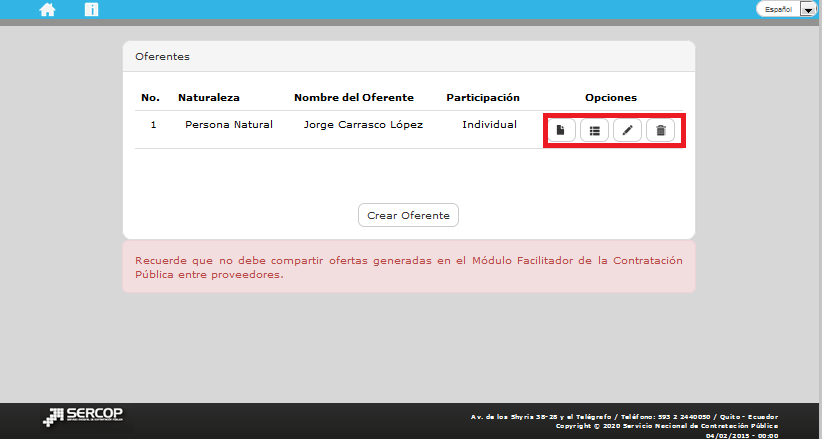 Español
Oferentes
No. Naturaleza Nombre del Oferente Participación Opciones
1 Persona Natural Jorge Carrasco López Individual
Crear Oferente
Recuerde que no debe compartir ofertas generadas en el Módulo Facilitador de la Contratación
Pública entre proveedores.
SERCOP
Av. de los Shyris 38-28 y el Telégrafo / Teléfono: 593 2 2440050 / Quito - Ecuador
Copyright © 2020 Servicio Nacional de Contratación Pública
04/02/2015 - 00:00